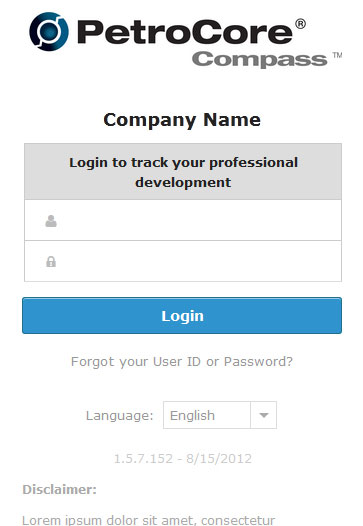 PetroCore®
Compass™
Company Name
Login to track your professional
development
Login
Forgot your User ID or Password?
Language: English
1.5.7.152 - 8/15/2012
Disclaimer:
Lorem ipsum dolor sit amet, consectetur